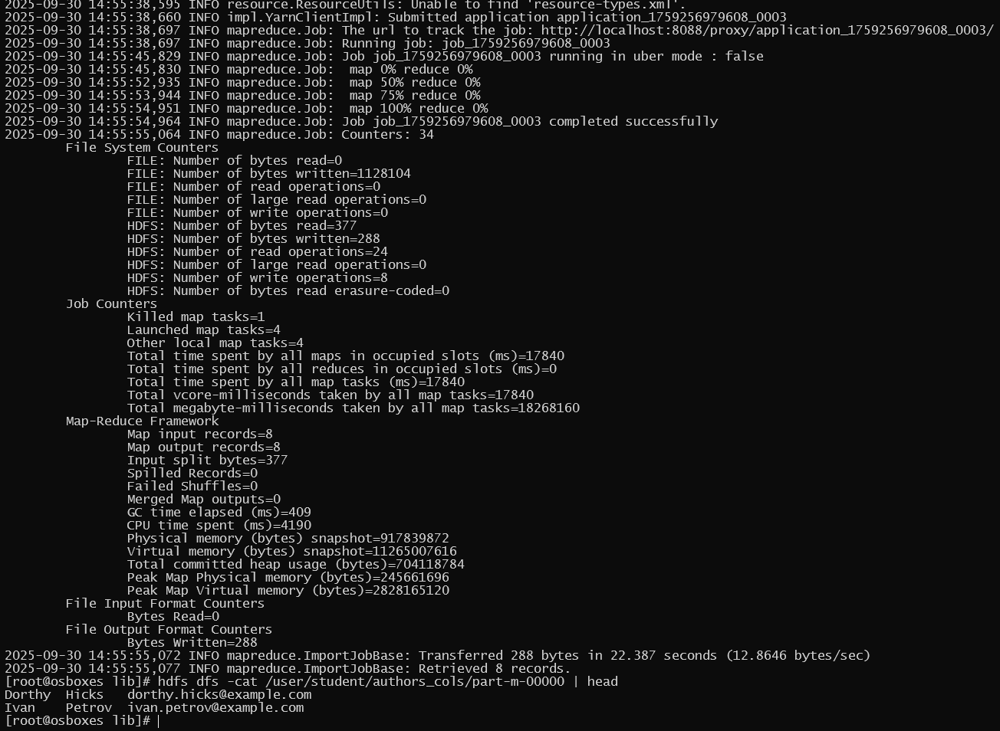 2025-09-30 14:55:38,595 INFO resource.ResourceUtils: Unable to find 'resource-types.xml'.
2025-09-30 14:55:38,660 INFO impl.YarnClientImpl: Submitted application application_1759256979608_0003
2025-09-30 14:55:38,697 INFO mapreduce.Job: The url to track the job: http://localhost:8088/proxy/application_1759256979608_0003/
2025-09-30 14:55:38,697 INFO mapreduce.Job: Running job: job_1759256979608_0003
2025-09-30 14:55:45,829 INFO mapreduce.Job: Job job_1759256979608_0003 running in uber mode : false
2025-09-30 14:55:45,830 INFO mapreduce.Job:  map 0% reduce 0%
2025-09-30 14:55:52,935 INFO mapreduce.Job:  map 50% reduce 0%
2025-09-30 14:55:53,944 INFO mapreduce.Job:  map 75% reduce 0%
2025-09-30 14:55:54,951 INFO mapreduce.Job:  map 100% reduce 0%
2025-09-30 14:55:54,964 INFO mapreduce.Job: Job job_1759256979608_0003 completed successfully
2025-09-30 14:55:55,064 INFO mapreduce.Job: Counters: 34
        File System Counters
                FILE: Number of bytes read=0
                FILE: Number of bytes written=1128104
                FILE: Number of read operations=0
                FILE: Number of large read operations=0
                FILE: Number of write operations=0
                HDFS: Number of bytes read=377
                HDFS: Number of bytes written=288
                HDFS: Number of read operations=24
                HDFS: Number of large read operations=0
                HDFS: Number of write operations=8
                HDFS: Number of bytes read erasure-coded=0
        Job Counters
                Killed map tasks=1
                Launched map tasks=4
                Other local map tasks=4
                Total time spent by all maps in occupied slots (ms)=17840
                Total time spent by all reduces in occupied slots (ms)=0
                Total time spent by all map tasks (ms)=17840
                Total vcore-milliseconds taken by all map tasks=17840
                Total megabyte-milliseconds taken by all map tasks=18268160
        Map-Reduce Framework
                Map input records=8
                Map output records=8
                Input split bytes=377
                Spilled Records=0
                Failed Shuffles=0
                Merged Map outputs=0
                GC time elapsed (ms)=409
                CPU time spent (ms)=4190
                Physical memory (bytes) snapshot=917839872
                Virtual memory (bytes) snapshot=11265007616
                Total committed heap usage (bytes)=704118784
                Peak Map Physical memory (bytes)=245661696
                Peak Map Virtual memory (bytes)=2828165120
        File Input Format Counters
                Bytes Read=0
        File Output Format Counters
                Bytes Written=288
2025-09-30 14:55:55,072 INFO mapreduce.ImportJobBase: Transferred 288 bytes in 22.387 seconds (12.8646 bytes/sec)
2025-09-30 14:55:55,077 INFO mapreduce.ImportJobBase: Retrieved 8 records.
[root@osboxes lib]# hdfs dfs -cat /user/student/authors_cols/part-m-00000 | head
Dorthy  Hicks   dorthy.hicks@example.com
Ivan    Petrov  ivan.petrov@example.com
[root@osboxes lib]#